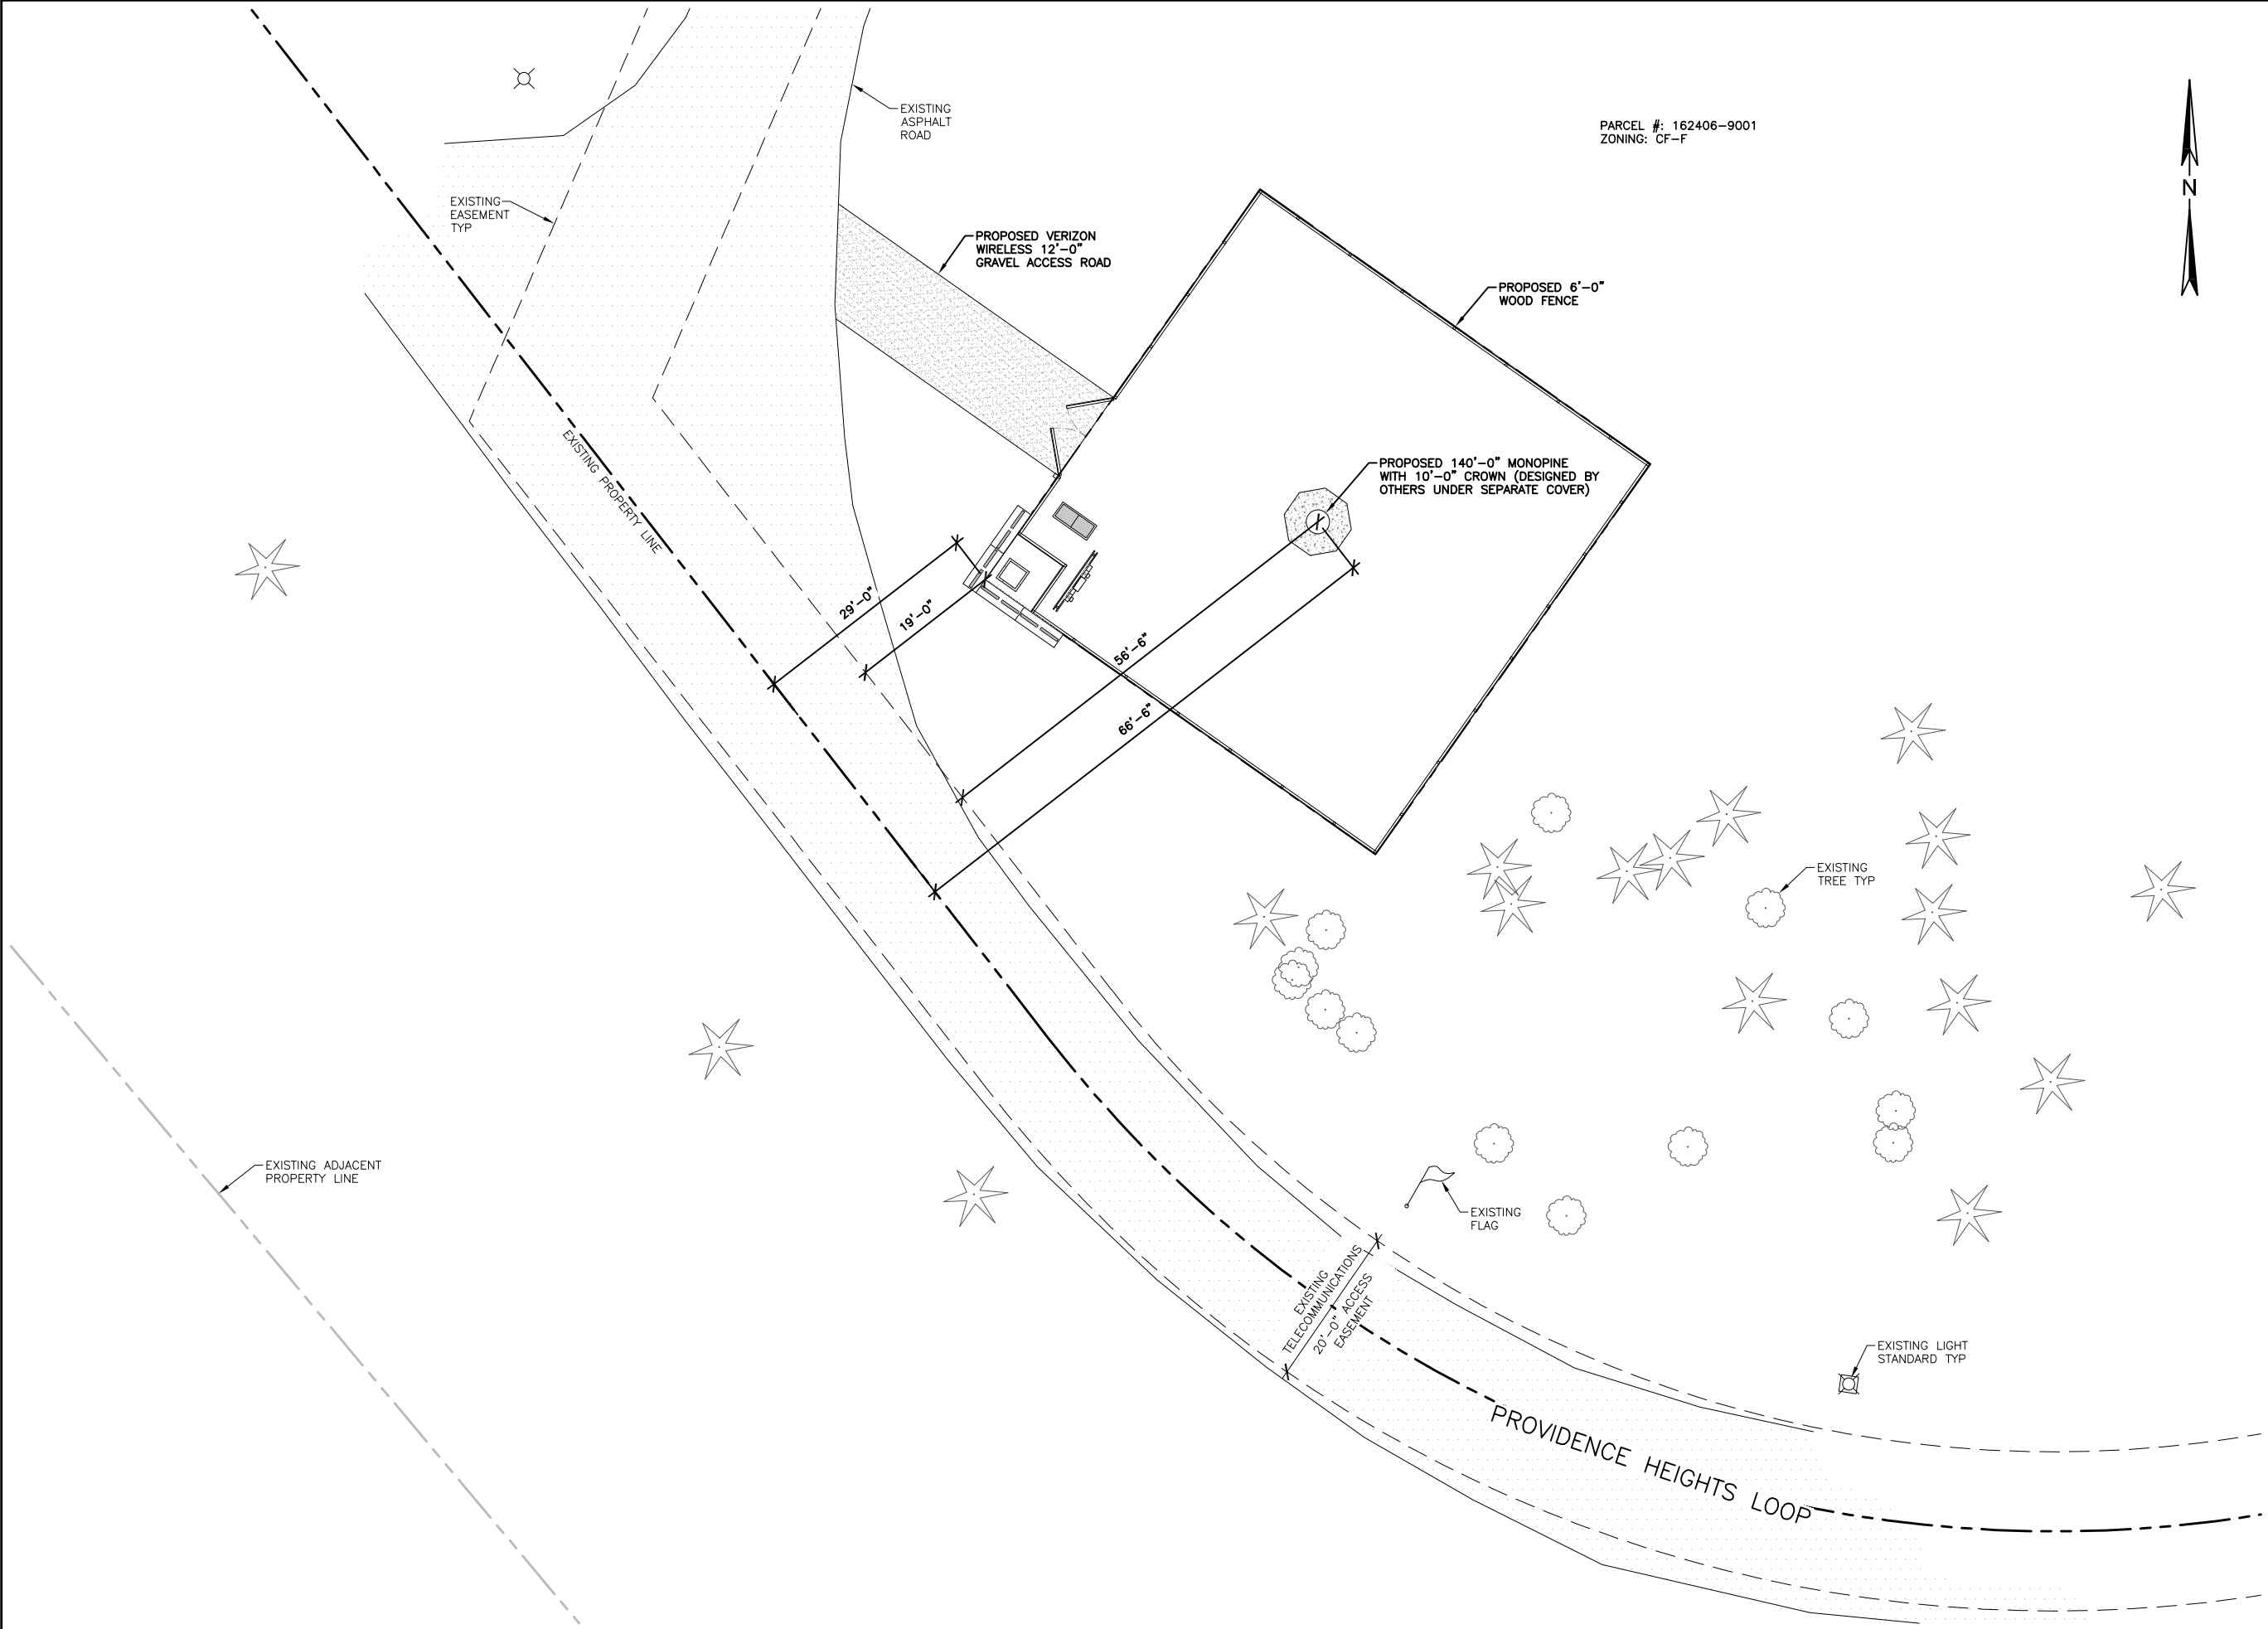 EXISTING
ASPHALT
ROAD
PARCEL #: 162406-9001
ZONING: CF-F
N
EXISTING
EASEMENT
TYP
PROPOSED VERIZON
WIRELESS 12'-0"
GRAVEL ACCESS ROAD
PROPOSED 6'-0"
WOOD FENCE
EXISTING PROPERTY LINE
PROPOSED 140'-0" MONOPINE
WITH 10'-0" CROWN (DESIGNED BY
OTHERS UNDER SEPARATE COVER)
29'-0"
19'-0"
56'-6"
66'-6"
EXISTING
TREE TYP
EXISTING ADJACENT
PROPERTY LINE
EXISTING
FLAG
EXISTING
TELECOMMUNICATIONS
20'-0" ACCESS
EASEMENT
EXISTING LIGHT
STANDARD TYP
PROVIDENCE HEIGHTS LOOP